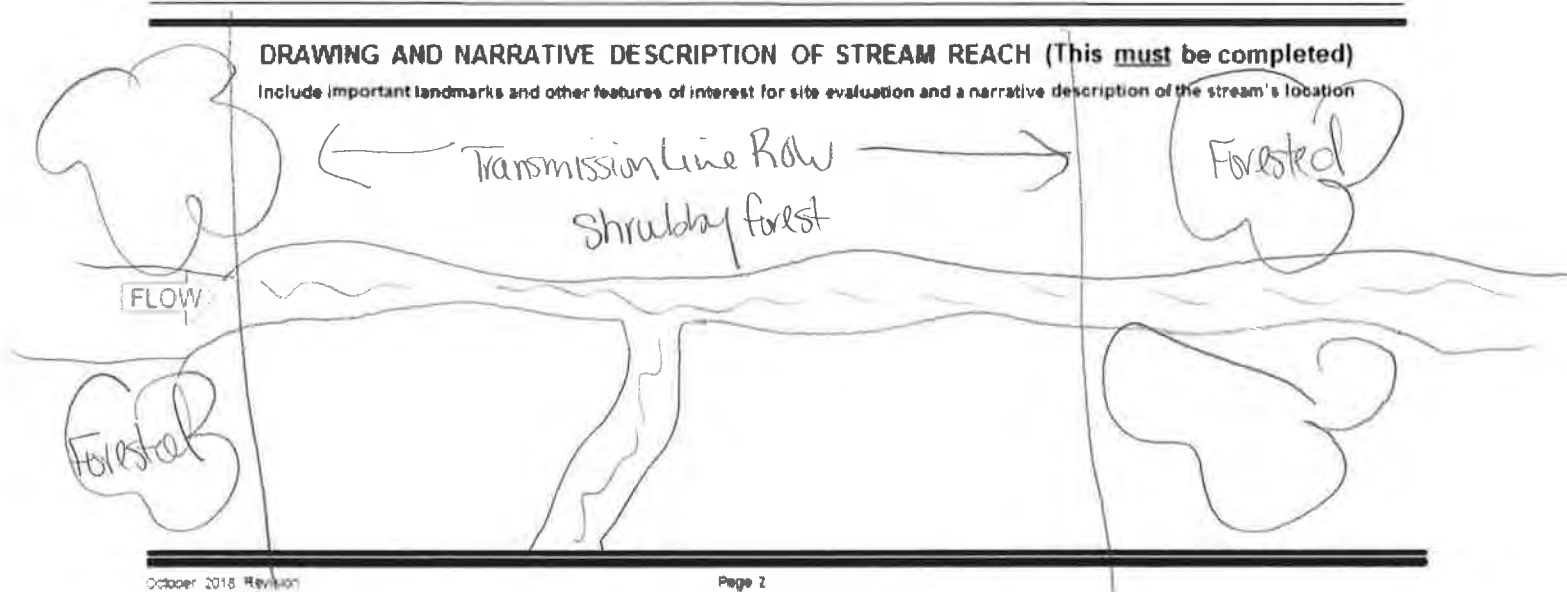 DRAWING AND NARRATIVE DESCRIPTION OF STREAM REACH (This must be completed)
Include important landmarks and other features of interest for site evaluation and a narrative description of the stream's location
Transmission Line ROW
Shrubby forest
Forested
FLOW
Forested
October 2018 Revision
Page 2